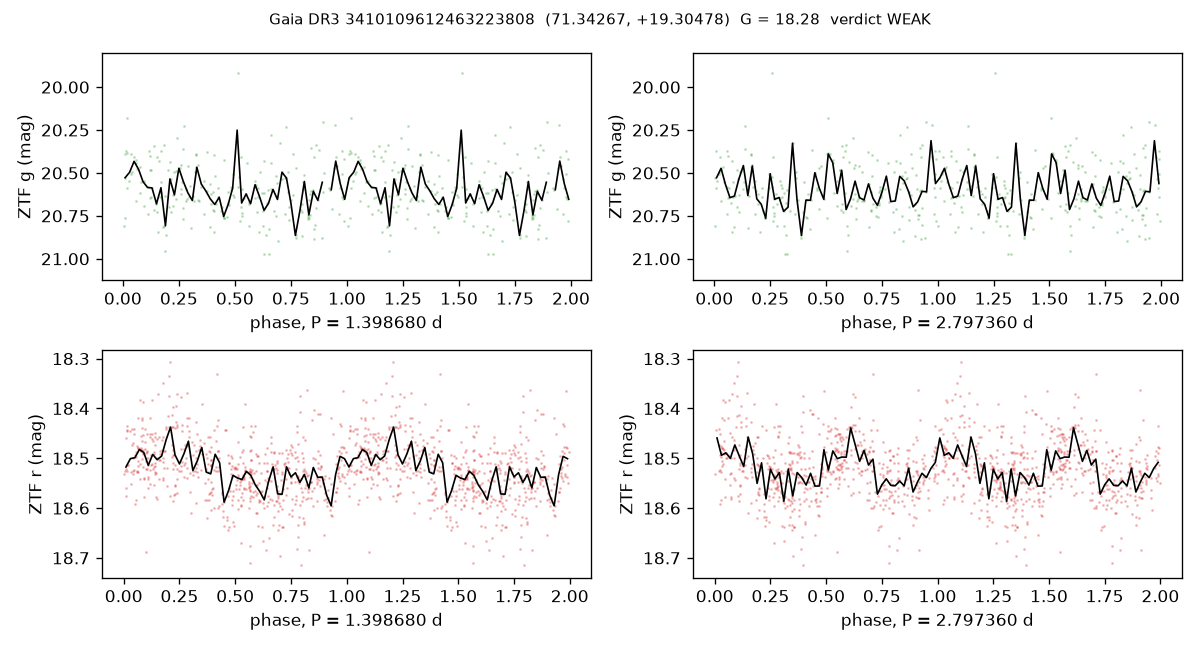 Gaia DR3 3410109612463223808  (71.34267, +19.30478)  G = 18.28  verdict WEAK
ZTF g (mag)
20.00
20.25
20.50
20.75
21.00
0.00 0.25 0.50 0.75 1.00 1.25 1.50 1.75 2.00
phase, P = 1.398680 d
ZTF g (mag)
20.00
20.25
20.50
20.75
21.00
0.00 0.25 0.50 0.75 1.00 1.25 1.50 1.75 2.00
phase, P = 2.797360 d
ZTF r (mag)
18.3
18.4
18.5
18.6
18.7
0.00 0.25 0.50 0.75 1.00 1.25 1.50 1.75 2.00
phase, P = 1.398680 d
ZTF r (mag)
18.3
18.4
18.5
18.6
18.7
0.00 0.25 0.50 0.75 1.00 1.25 1.50 1.75 2.00
phase, P = 2.797360 d